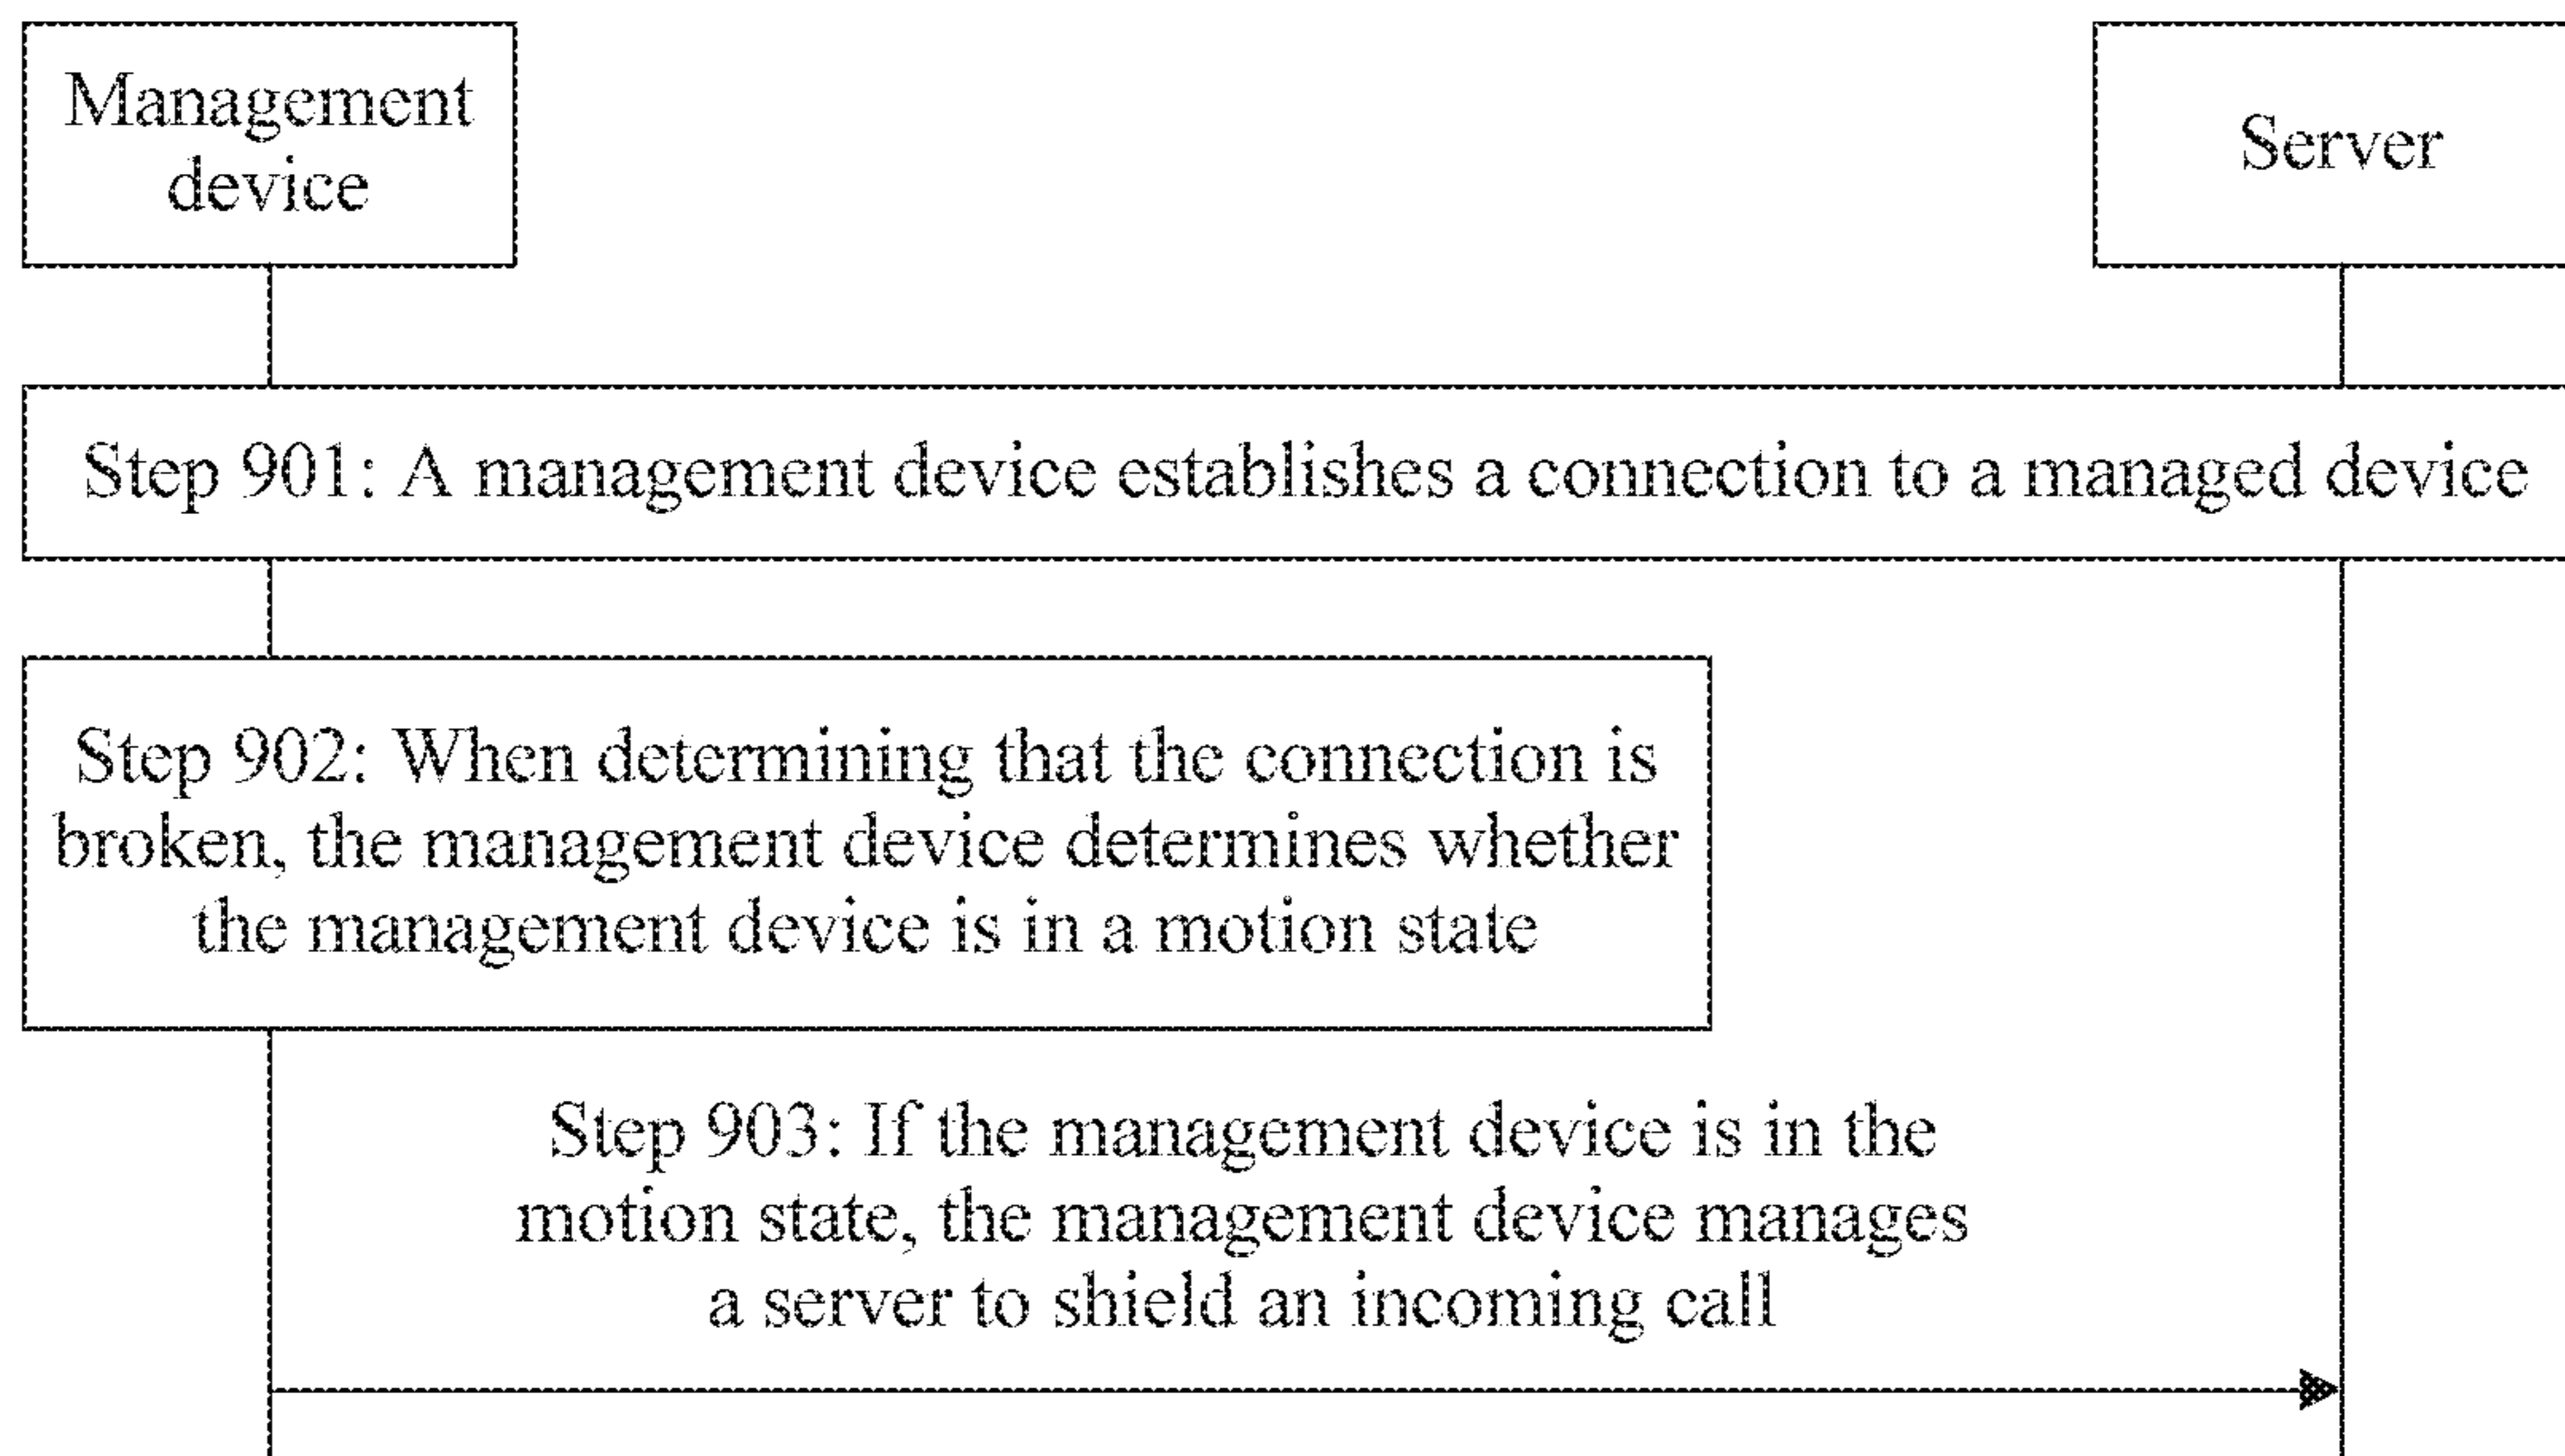 Management
device
Server
Step 901: A management device establishes a connection to a managed device
Step 902: When determining that the connection is
broken, the management device determines whether
the management device is in a motion state
Step 903: If the management device is in the
motion state, the management device manages
a server to shield an incoming call